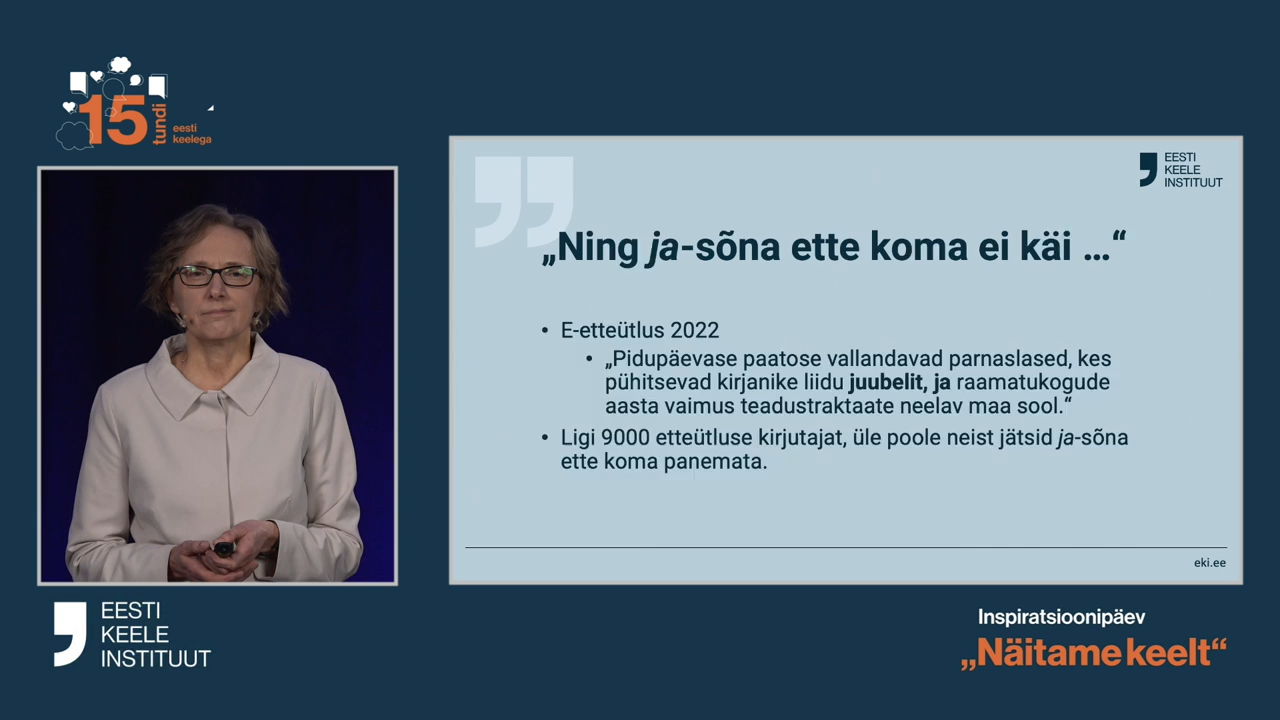 15
tundi
eesti
keelega
EESTI
KEELE
INSTITUUT
„Ning ja-sõna ette koma ei käi ...“
• E-etteütlus 2022
• „Pidupäevase paatose vallandavad parnaslased, kes
pühitsevad kirjanike liidu juubelit, ja raamatukogude
aasta vaimus teadustraktaate neelav maa sool.“
• Ligi 9000 etteütluse kirjutajat, üle poole neist jätsid ja-sõna
ette koma panemata.
eki.ee
EESTI
KEELE
INSTITUUT
Inspiratsioonipäev
„Näitame keelt“